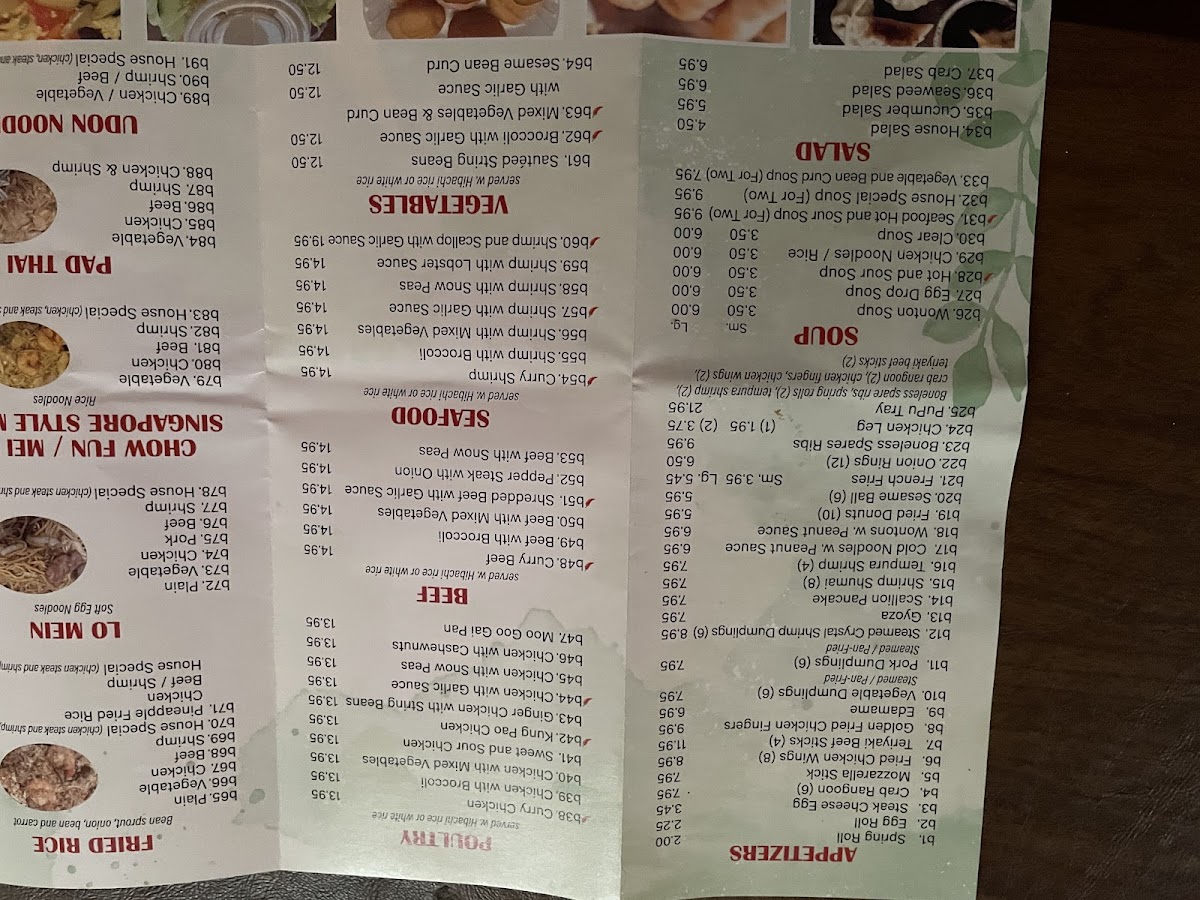 APPETIZERS
b1. Spring Roll 2.00
b2. Egg Roll 2.25
b3. Steak Cheese Egg 3.45
b4. Crab Rangoon (6) 7.95
b5. Mozzarella Stick 7.95
b6. Fried Chicken Wings (8) 8.95
b7. Teriyaki Beef Sticks (4) 11.95
b8. Golden Fried Chicken Fingers 9.95
b9. Edamame 6.95
b10. Vegetable Dumplings (6) 7.95
Steamed / Pan-Fried
b11. Pork Dumplings (6) 7.95
Steamed / Pan-Fried
b12. Steamed Crystal Shrimp Dumplings (6) 8.95
b13. Gyoza 7.95
b14. Scallion Pancake 7.95
b15. Shrimp Shumai (8) 7.95
b16. Tempura Shrimp (4) 7.95
b17. Cold Noodles w. Peanut Sauce 6.95
b18. Wontons w. Peanut Sauce 6.95
b19. Fried Donuts (10) 5.95
b20. Sesame Ball (6) 5.95
b21. French Fries Sm. 3.95 Lg. 5.45
b22. Onion Rings (12) 6.50
b23. Boneless Spares Ribs 9.95
b24. Chicken Leg (1) 1.95 (2) 3.75
b25. PuPu Tray 21.95
Boneless spare ribs, spring rolls (2), tempura shrimp (2),
crab rangoon (2), chicken fingers, chicken wings (2),
teriyaki beef sticks (2)
SOUP
Sm. Lg.
b26. Wonton Soup 3.50 6.00
b27. Egg Drop Soup 3.50 6.00
b28. Hot and Sour Soup 3.50 6.00
b29. Chicken Noodles / Rice 3.50 6.00
b30. Clear Soup 3.50 6.00
b31. Seafood Hot and Sour Soup (For Two) 9.95
b32. House Special Soup (For Two) 9.95
b33. Vegetable and Bean Curd Soup (For Two) 7.95
SALAD
b34. House Salad 4.50
b35. Cucumber Salad 5.95
b36. Seaweed Salad 6.95
b37. Crab Salad 6.95
POULTRY
served w. Hibachi rice or white rice
b38. Curry Chicken 13.95
b39. Chicken with Broccoli 13.95
b40. Chicken with Mixed Vegetables 13.95
b41. Sweet and Sour Chicken 13.95
b42. Kung Pao Chicken 13.95
b43. Ginger Chicken with String Beans 13.95
b44. Chicken with Garlic Sauce 13.95
b45. Chicken with Snow Peas 13.95
b46. Chicken with Cashewnuts 13.95
b47. Moo Goo Gai Pan 13.95
BEEF
served w. Hibachi rice or white rice
b48. Curry Beef 14.95
b49. Beef with Broccoli 14.95
b50. Beef with Mixed Vegetables 14.95
b51. Shredded Beef with Garlic Sauce 14.95
b52. Pepper Steak with Onion 14.95
b53. Beef with Snow Peas 14.95
SEAFOOD
served w. Hibachi rice or white rice
b54. Curry Shrimp 14.95
b55. Shrimp with Broccoli 14.95
b56. Shrimp with Mixed Vegetables 14.95
b57. Shrimp with Garlic Sauce 14.95
b58. Shrimp with Snow Peas 14.95
b59. Shrimp with Lobster Sauce 14.95
b60. Shrimp and Scallop with Garlic Sauce 19.95
VEGETABLES
served w. Hibachi rice or white rice
b61. Sautéed String Beans 12.50
b62. Broccoli with Garlic Sauce 12.50
b63. Mixed Vegetables & Bean Curd
with Garlic Sauce 12.50
b64. Sesame Bean Curd 12.50
FRIED RICE
Bean sprout, onion, bean and carrot
b65. Plain
b66. Vegetable
b67. Chicken
b68. Beef
b69. Shrimp
b70. House Special (chicken steak and shrimp)
b71. Pineapple Fried Rice
Chicken
Beef / Shrimp
House Special (chicken steak and shrimp
LO MEIN
Soft Egg Noodles
b72. Plain
b73. Vegetable
b74. Chicken
b75. Pork
b76. Beef
b77. Shrimp
b78. House Special (chicken steak and shr
CHOW FUN / MEI
SINGAPORE STYLE
Rice Noodles
b79. Vegetable
b80. Chicken
b81. Beef
b82. Shrimp
b83. House Special (chicken, steak and s
PAD THAI
b84. Vegetable
b85. Chicken
b86. Beef
b87. Shrimp
b88. Chicken & Shrimp
UDON NOOD
b89. Chicken / Vegetable
b90. Shrimp / Beef
b91. House Special (chicken, steak and